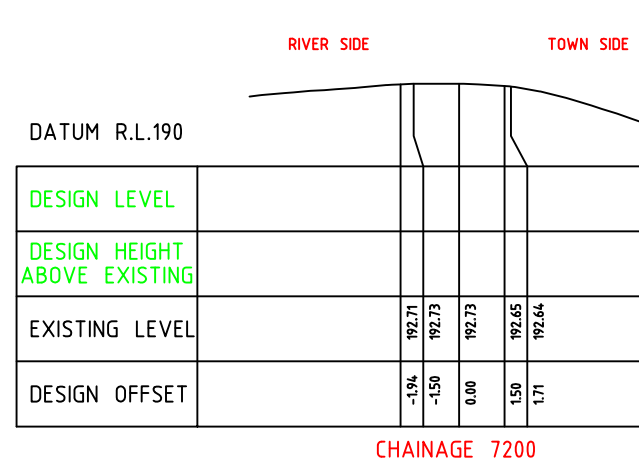 RIVER SIDE TOWN SIDE
DATUM R.L.190
DESIGN LEVEL
DESIGN HEIGHT
ABOVE EXISTING
EXISTING LEVEL 192.71 192.73 192.73 192.65 192.64
DESIGN OFFSET -1.94 -1.50 0.00 1.50 1.71
CHAINAGE 7200